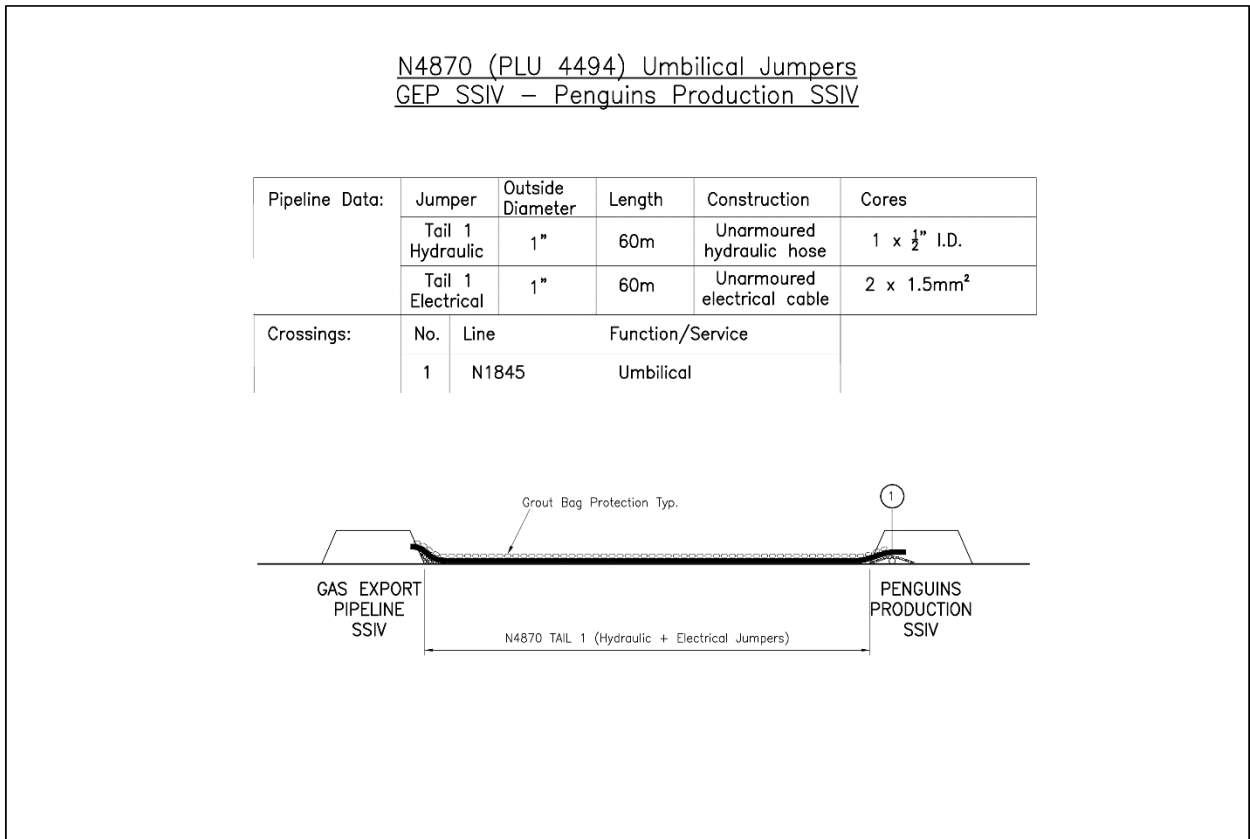 N4870 (PLU 4494) Umbilical Jumpers
GEP SSIV – Penguins Production SSIV
Pipeline Data: Jumper Outside Diameter Length Construction Cores
Tail 1 Hydraulic 1" 60m Unarmoured hydraulic hose 1 x ½" I.D.
Tail 1 Electrical 1" 60m Unarmoured electrical cable 2 x 1.5mm²
Crossings: No. Line Function/Service
1 N1845 Umbilical
Grout Bag Protection Typ.
1
GAS EXPORT
PIPELINE
SSIV
PENGUINS
PRODUCTION
SSIV
N4870 TAIL 1 (Hydraulic + Electrical Jumpers)